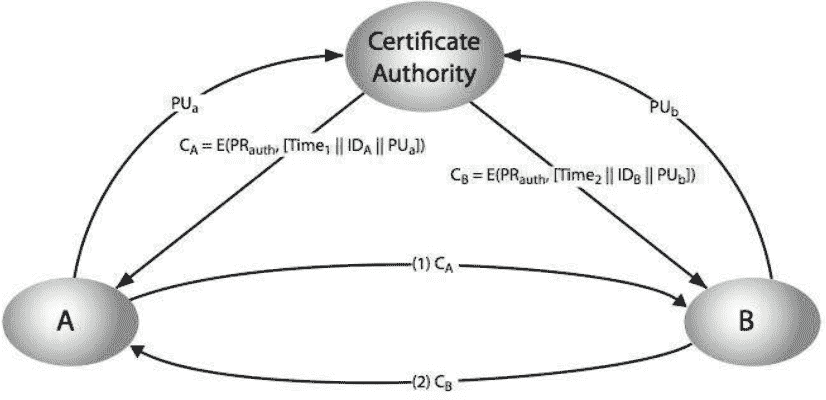 Certificate
Authority
PUa
PUb
CA = E(PRauth, [Time1 || IDA || PUa])
CB = E(PRauth, [Time2 || IDB || PUb])
(1) CA
A
B
(2) CB